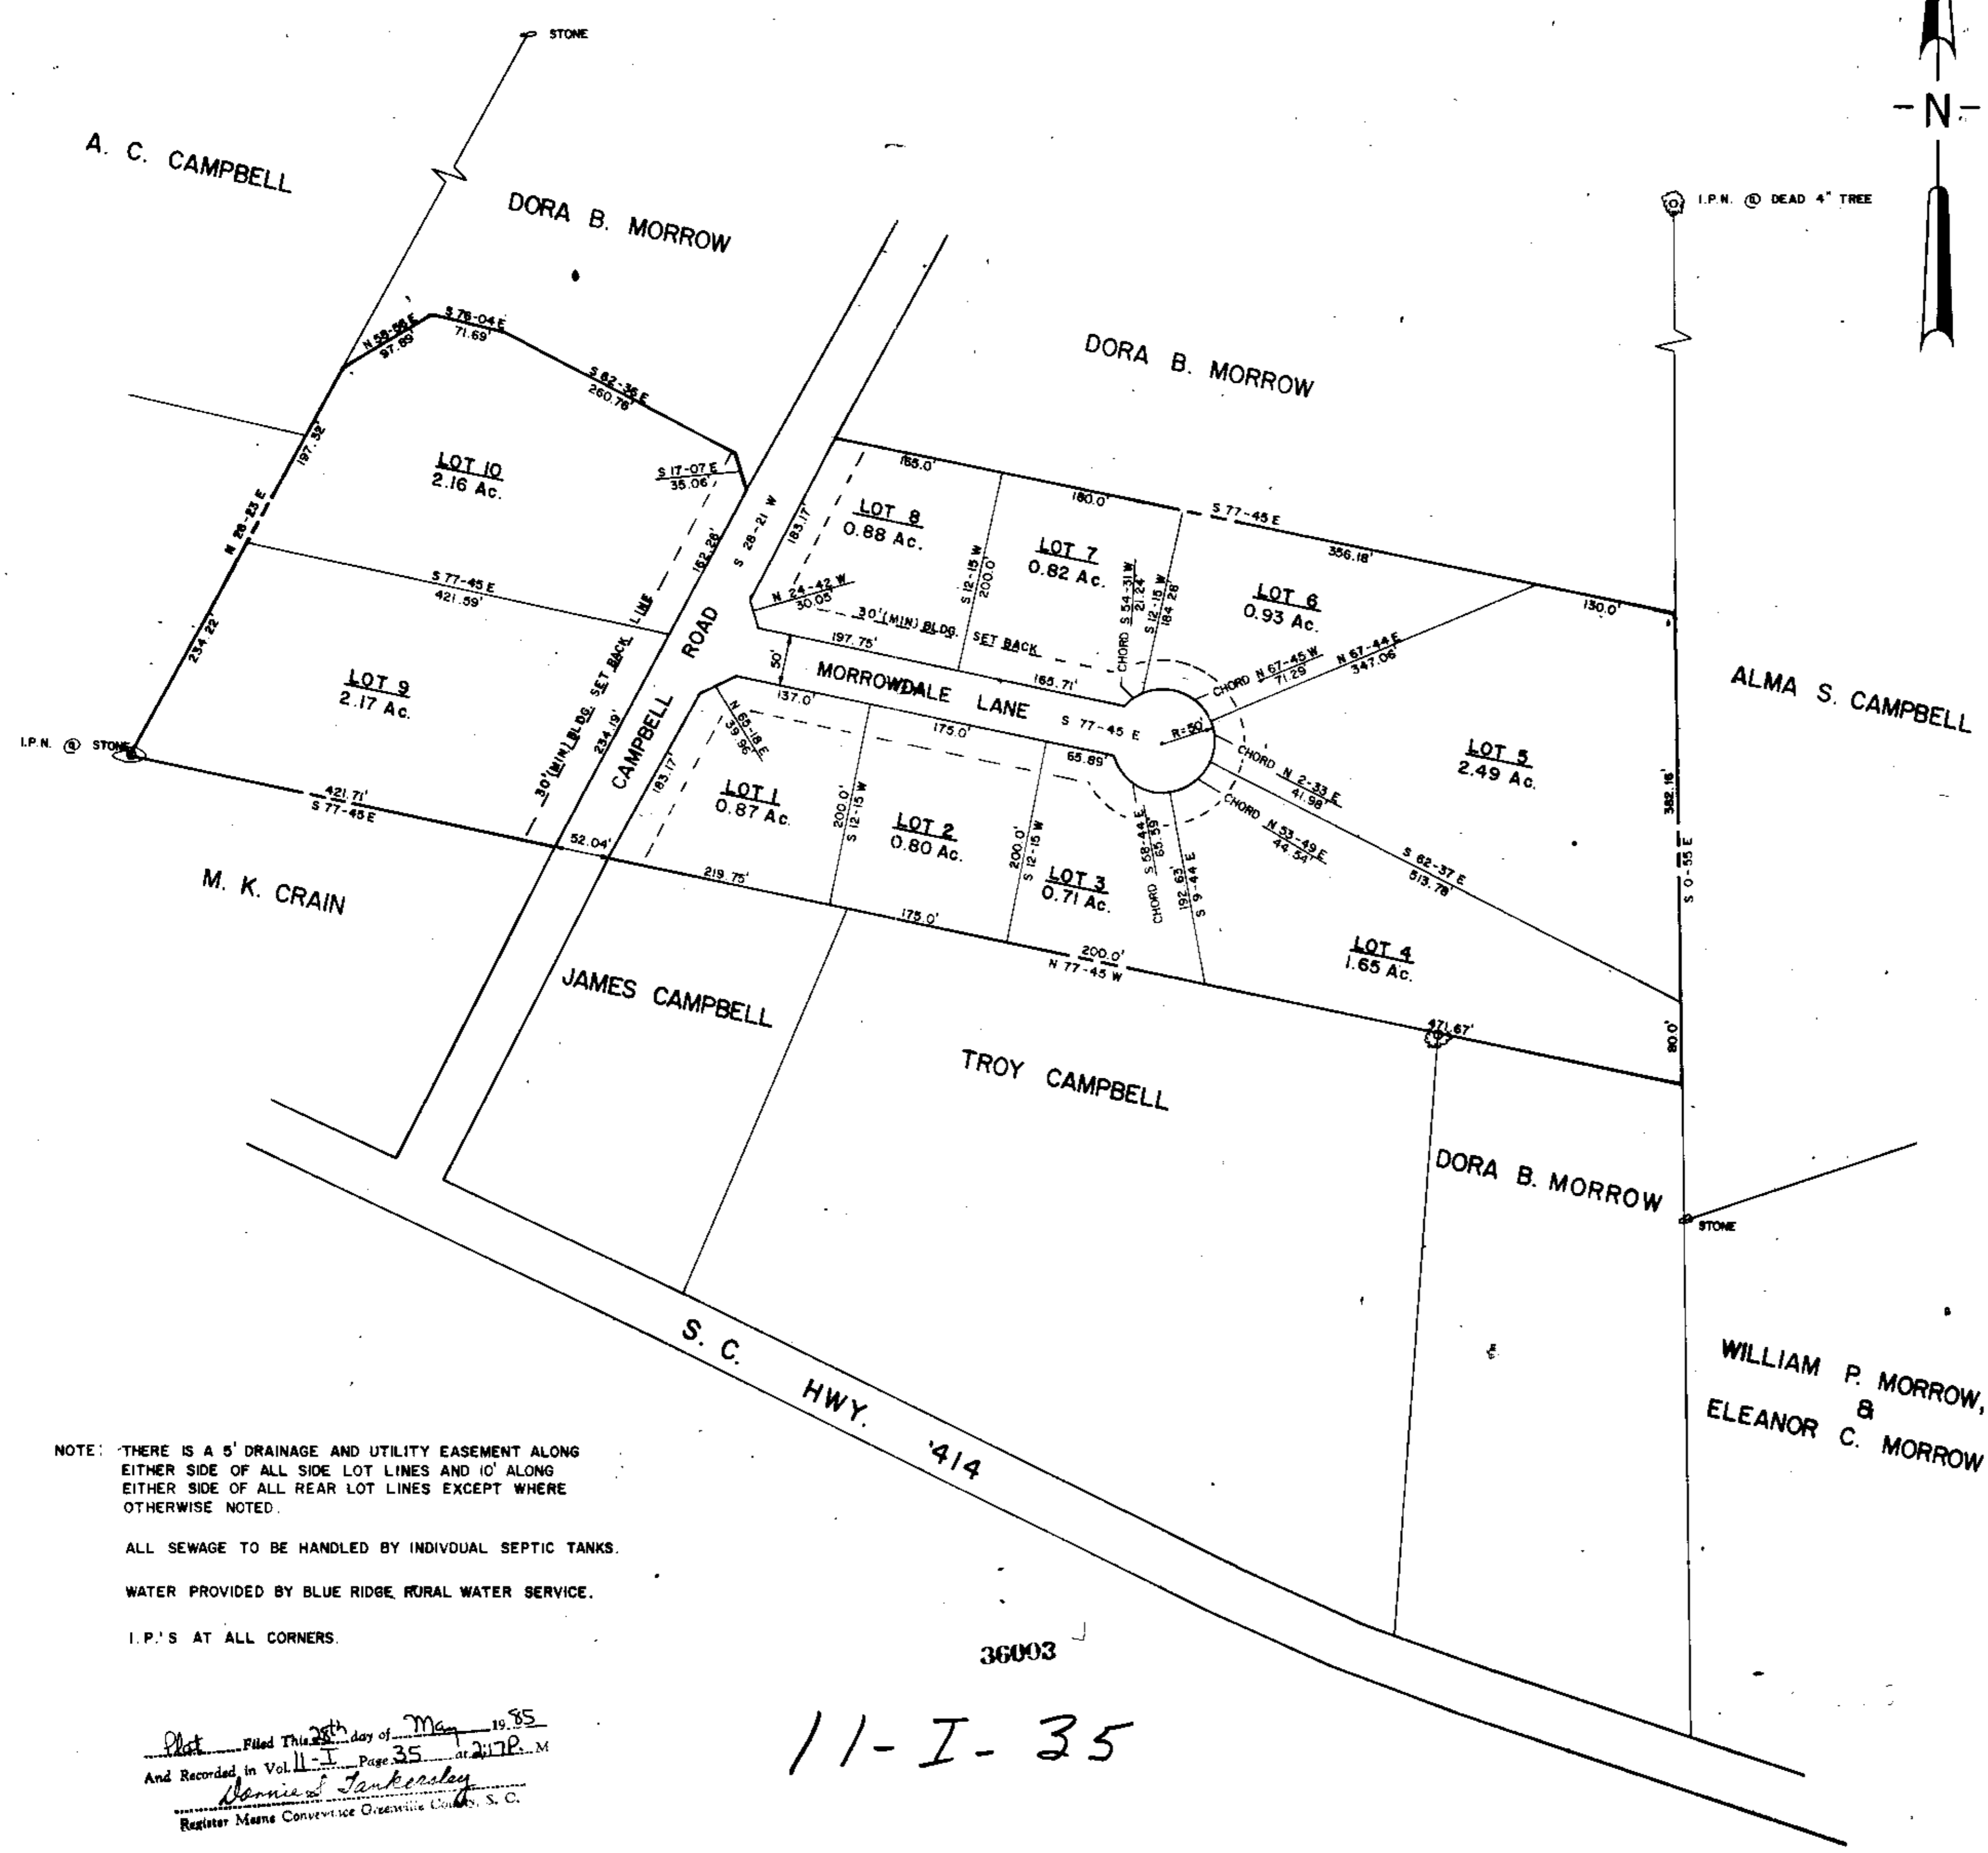 STONE
-N-
A. C. CAMPBELL
DORA B. MORROW
I.P.N. @ DEAD 4" TREE
N 58-56 E
97.89'
S 76-04 E
71.69'
S 62-36 E
260.76'
DORA B. MORROW
197.32'
LOT 10
2.16 Ac.
S 17-07 E
35.06'
N 26-23 E
162.26'
S 28-21 W
183.17'
165.0'
LOT 8
0.88 Ac.
180.0'
S 77-45 E
356.18'
LOT 7
0.82 Ac.
S 12-15 W
200.0'
CHORD S 54-31 W
21.24'
S 12-15 W
184.28'
LOT 6
0.93 Ac.
130.0'
S 77-45 E
421.59'
N 24-42 W
30.05'
30' (MIN) BLDG. SET BACK
197.75'
165.71'
CHORD N 67-45 W
71.29'
N 67-44 E
347.06'
234.22'
LOT 9
2.17 Ac.
30' (MIN) BLDG. SET BACK LINE
234.19'
CAMPBELL ROAD
50'
MORROWDALE LANE
S 77-45 E
R=50'
ALMA S. CAMPBELL
I.P.N. @ STONE
137.0'
N 65-18 E
39.96'
175.0'
65.89'
CHORD N 2-33 E
41.98'
LOT 5
2.49 Ac.
382.16'
S 0-55 E
421.71'
S 77-45 E
183.17'
LOT 1
0.87 Ac.
200.0'
S 12-15 W
LOT 2
0.80 Ac.
200.0'
S 12-15 W
LOT 3
0.71 Ac.
CHORD S 58-44 E
65.59'
192.63'
S 9-44 E
CHORD N 53-49 E
44.54'
S 62-37 E
513.78'
52.04'
219.75'
175.0'
200.0'
N 77-45 W
LOT 4
1.65 Ac.
471.67'
80.0'
M. K. CRAIN
JAMES CAMPBELL
TROY CAMPBELL
DORA B. MORROW
STONE
S. C. HWY. 414
WILLIAM P. MORROW,
&
ELEANOR C. MORROW
NOTE: THERE IS A 5' DRAINAGE AND UTILITY EASEMENT ALONG
EITHER SIDE OF ALL SIDE LOT LINES AND 10' ALONG
EITHER SIDE OF ALL REAR LOT LINES EXCEPT WHERE
OTHERWISE NOTED.
ALL SEWAGE TO BE HANDLED BY INDIVDUAL SEPTIC TANKS.
WATER PROVIDED BY BLUE RIDGE RURAL WATER SERVICE.
I.P.'S AT ALL CORNERS.
36003
11-I-35
Plat Filed This 28th day of May 1985
And Recorded in Vol. 11-I Page 35 at 2:17 P. M
Donnie S Tankersley
Register Mesne Conveyance Greenville County, S. C.